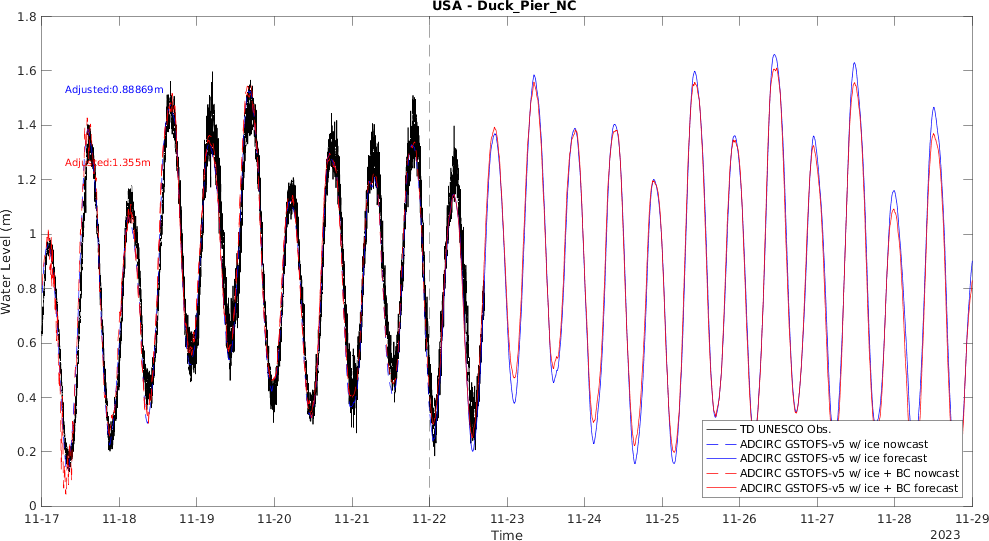 USA - Duck_Pier_NC
1.8
1.6
1.4
1.2
1
0.8
0.6
0.4
0.2
0
Water Level (m)
Adjusted:0.88869m
Adjusted:1.355m
TD UNESCO Obs.
ADCIRC GSTOFS-v5 w/ ice nowcast
ADCIRC GSTOFS-v5 w/ ice forecast
ADCIRC GSTOFS-v5 w/ ice + BC nowcast
ADCIRC GSTOFS-v5 w/ ice + BC forecast
11-17 11-18 11-19 11-20 11-21 11-22 11-23 11-24 11-25 11-26 11-27 11-28 11-29
Time
2023